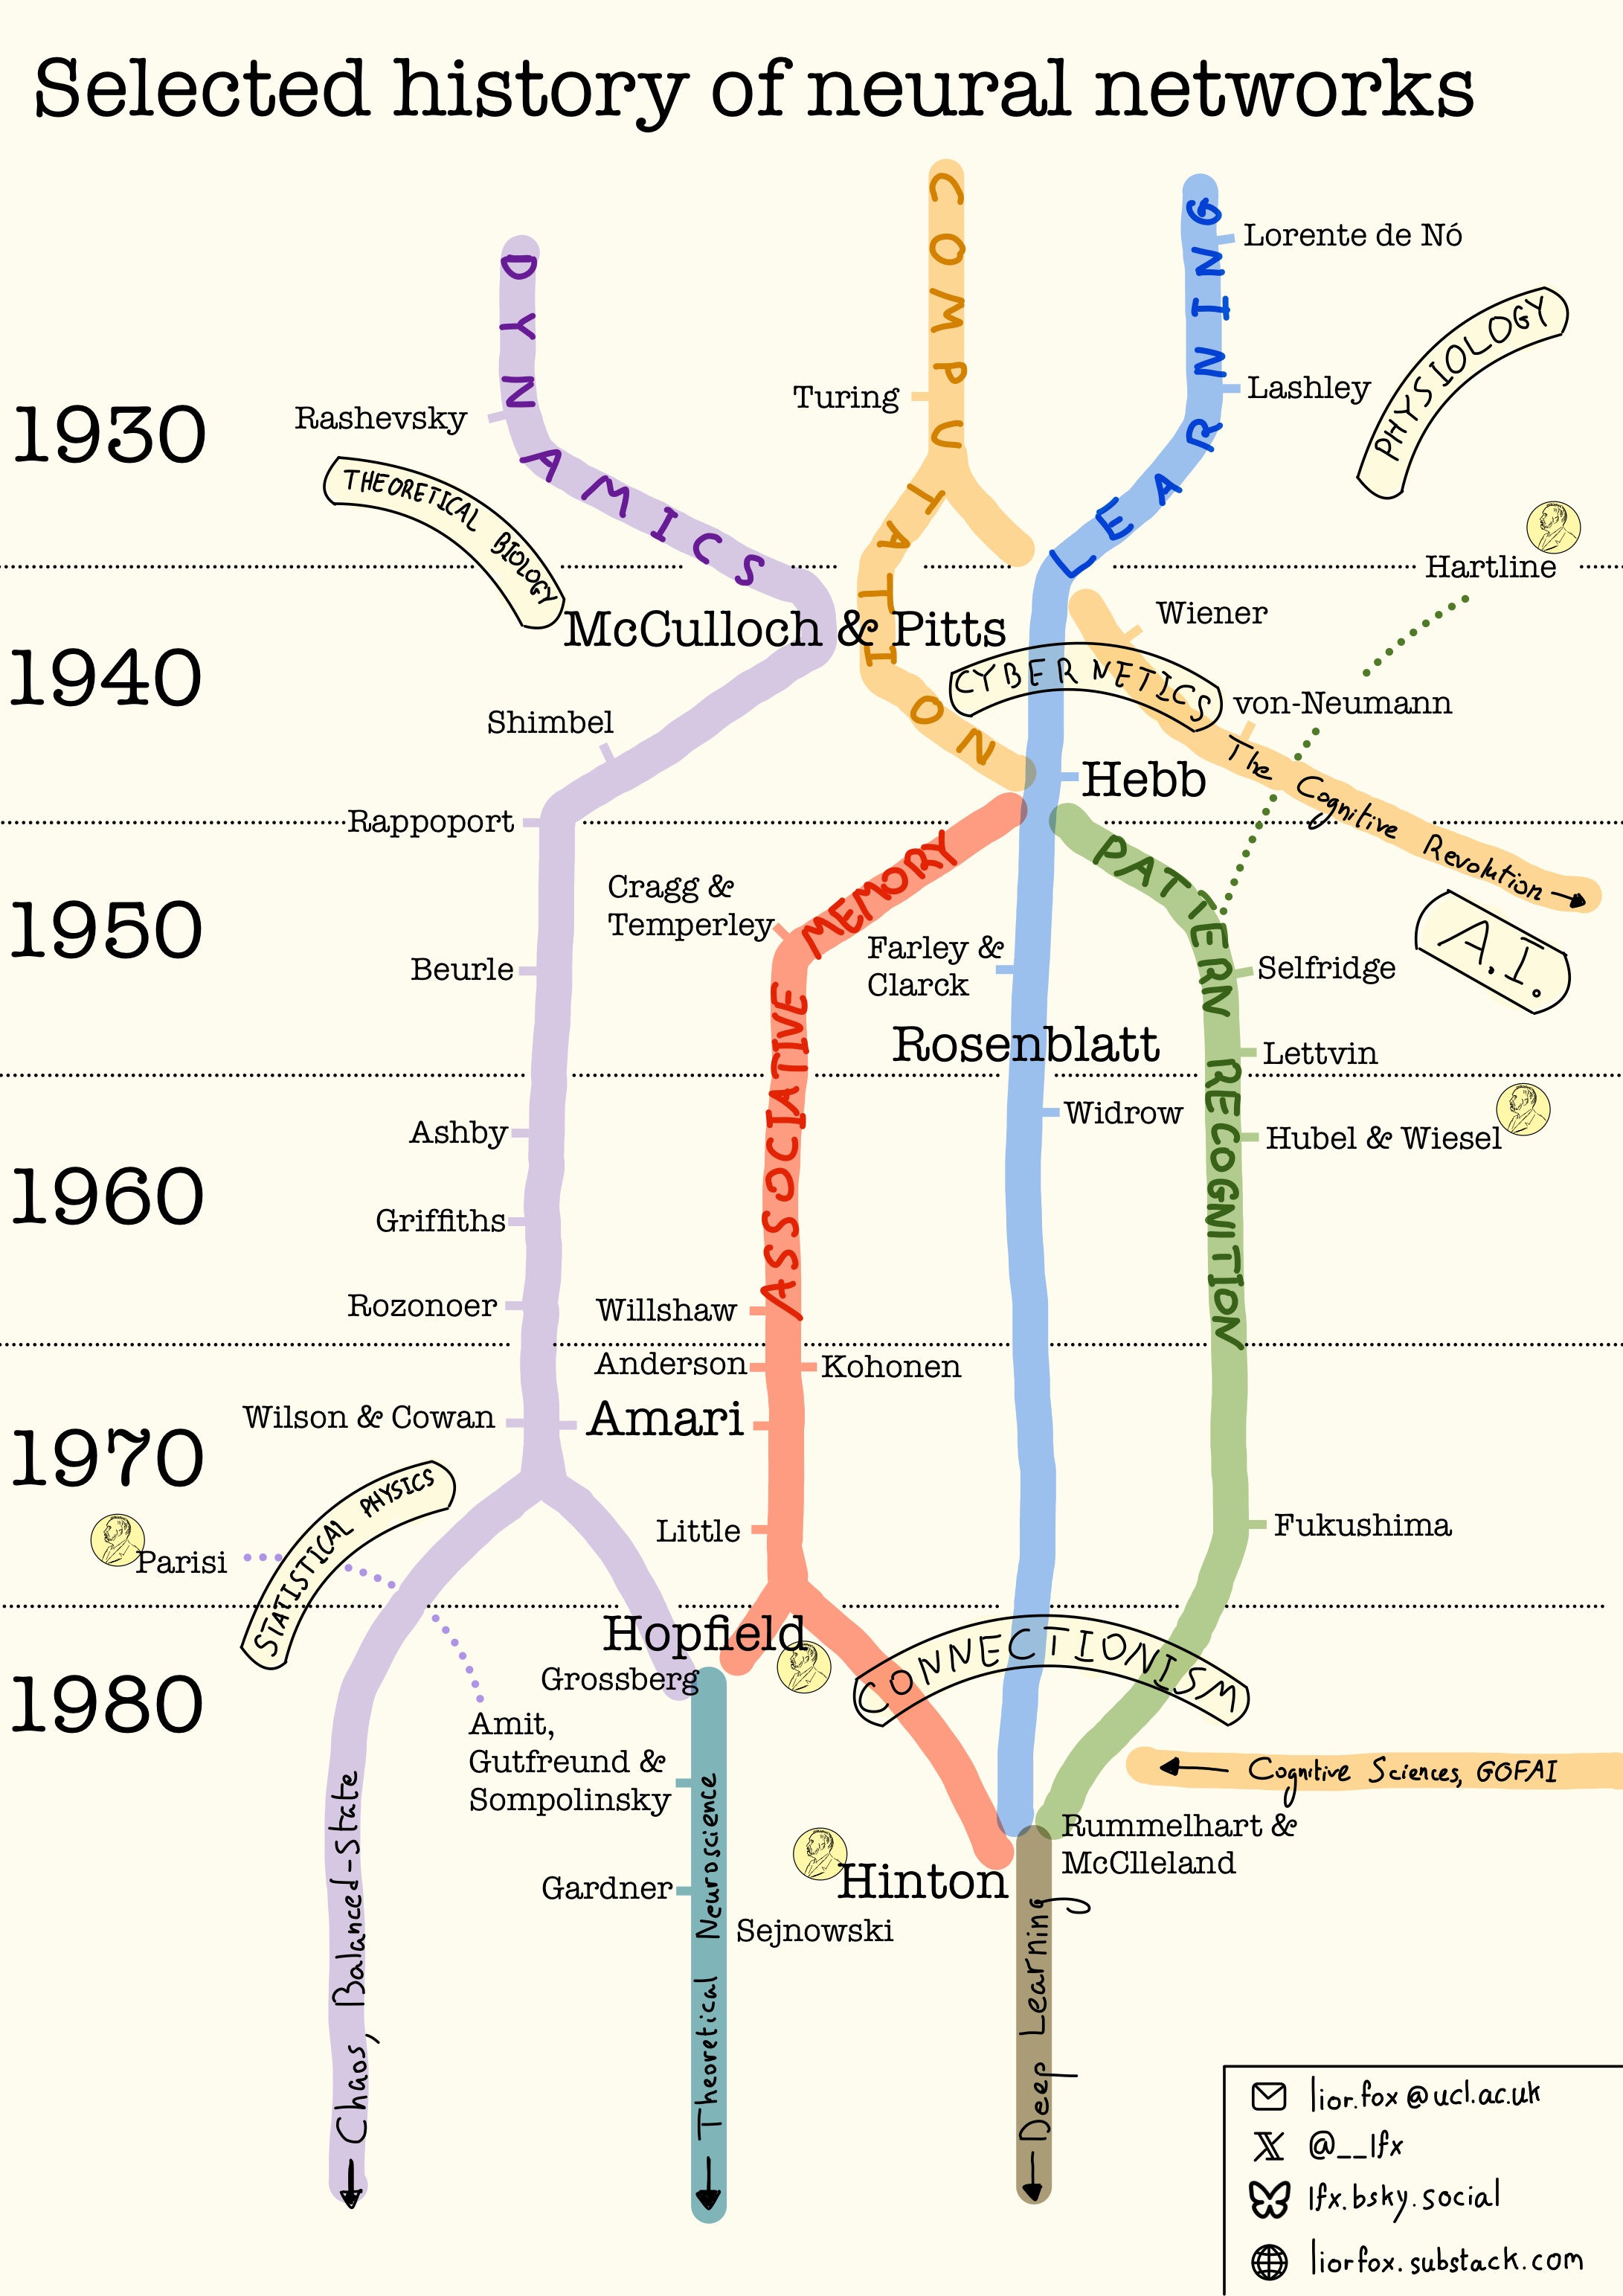 Selected history of neural networks
COMPUTATION
LEARNING
Lorente de Nó
DYNAMICS
PHYSIOLOGY
Turing
Lashley
1930
Rashevsky
THEORETICAL BIOLOGY
Hartline
McCulloch & Pitts
Wiener
1940
CYBERNETICS
von-Neumann
Shimbel
The Cognitive Revolution
Hebb
Rappoport
MEMORY
PATTERN RECOGNITION
Cragg &
Temperley
1950
A.I.
Farley &
Clarck
Beurle
Selfridge
ASSOCIATIVE
Rosenblatt
Lettvin
Widrow
Ashby
Hubel & Wiesel
1960
Griffiths
Rozonoer
Willshaw
Anderson
Kohonen
Wilson & Cowan
Amari
1970
STATISTICAL PHYSICS
Little
Fukushima
Parisi
Hopfield
Grossberg
CONNECTIONISM
1980
Amit,
Gutfreund &
Sompolinsky
Cognitive Sciences, GOFAI
Rummelhart &
McClleland
Hinton
Gardner
Sejnowski
Chaos, Balanced-State
Theoretical Neuroscience
Deep Learning
lior.fox@ucl.ac.uk
@__lfx
lfx.bsky.social
liorfox.substack.com